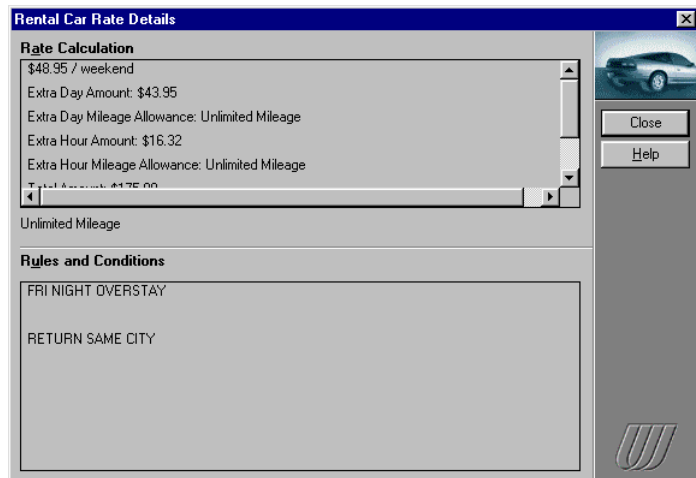 Rental Car Rate Details
Rate Calculation
$48.95 / weekend
Extra Day Amount: $43.95
Extra Day Mileage Allowance: Unlimited Mileage
Extra Hour Amount: $16.32
Extra Hour Mileage Allowance: Unlimited Mileage
Total Amount:
Close
Help
Unlimited Mileage
Rules and Conditions
FRI NIGHT OVERSTAY
RETURN SAME CITY